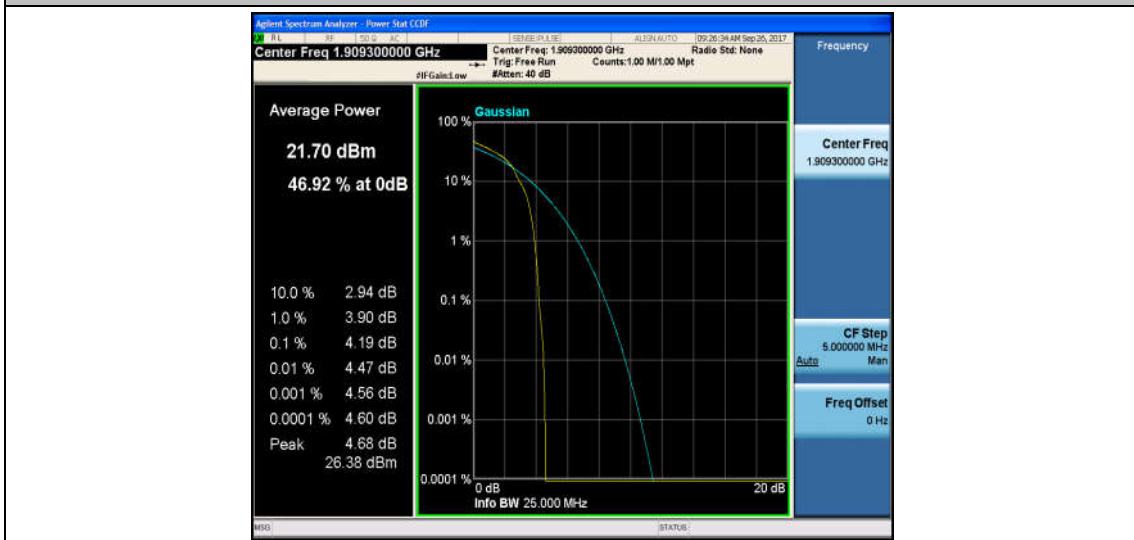 Agilent Spectrum Analyzer - Power Stat CCDF
RL RF 50 Ω AC SENSE:PULSE ALIGN AUTO 09:26:34 AM Sep 26, 2017
Center Freq 1.909300000 GHz
Center Freq: 1.909300000 GHz Radio Std: None
Trig: Free Run Counts:1.00 M/1.00 Mpt
#IFGain:Low #Atten: 40 dB
Frequency
Average Power
21.70 dBm
46.92 % at 0dB
10.0 % 2.94 dB
1.0 % 3.90 dB
0.1 % 4.19 dB
0.01 % 4.47 dB
0.001 % 4.56 dB
0.0001 % 4.60 dB
Peak 4.68 dB
26.38 dBm
Gaussian
100 %
10 %
1 %
0.1 %
0.01 %
0.001 %
0.0001 %
0 dB 20 dB
Info BW 25.000 MHz
Center Freq
1.909300000 GHz
CF Step
5.000000 MHz
Auto Man
Freq Offset
0 Hz
MSG STATUS